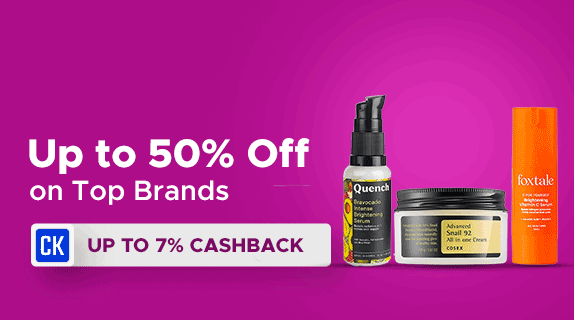 Up to 50% Off
on Top Brands
CK UP TO 7% CASHBACK
Quench
Bravocado
Intense
Brightening
Serum
Advanced
Snail 92
All in one Cream
COSRX
foxtale
Brightening
Vitamin C Serum